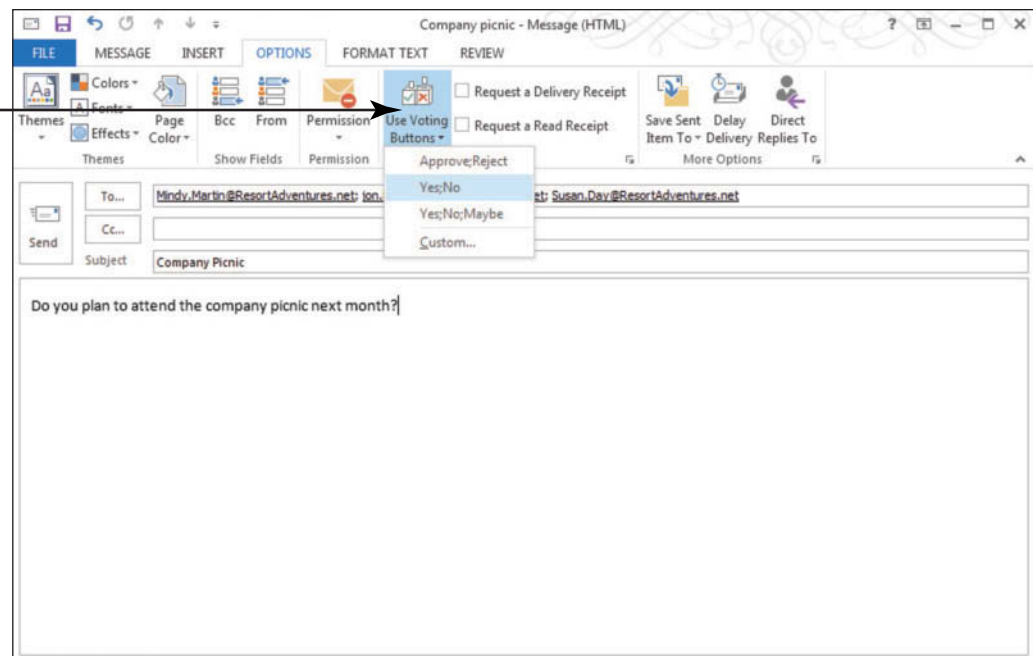 Company picnic - Message (HTML)
FILE MESSAGE INSERT OPTIONS FORMAT TEXT REVIEW
Aa Colors
A Fonts
Effects
Themes
Page Color
Bcc From
Permission
Use Voting Buttons
Request a Delivery Receipt
Request a Read Receipt
Save Sent Item To
Delay Delivery
Direct Replies To
Themes Show Fields Permission More Options
Approve;Reject
Yes;No
Yes;No;Maybe
Custom...
Send
To... Mindy.Martin@ResortAdventures.net; jon. et; Susan.Day@ResortAdventures.net
Cc...
Subject Company Picnic
Do you plan to attend the company picnic next month?